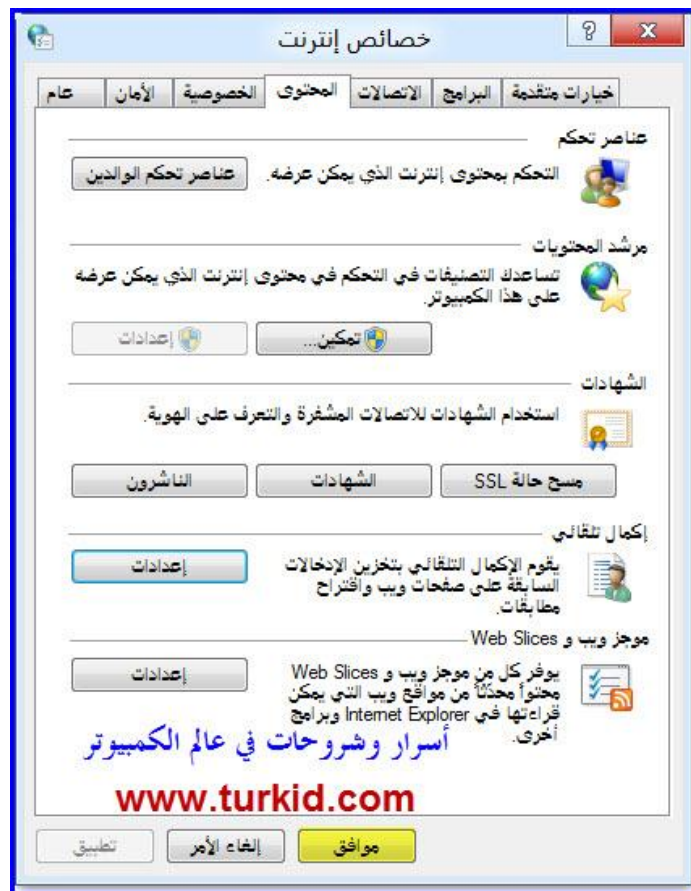 خصائص إنترنت
عام الأمان الخصوصية المحتوى الاتصالات البرامج خيارات متقدمة
عناصر تحكم
التحكم بمحتوى إنترنت الذي يمكن عرضه.
عناصر تحكم الوالدين
مرشد المحتويات
تساعدك التصنيفات في التحكم في محتوى إنترنت الذي يمكن عرضه
على هذا الكمبيوتر.
تمكين... إعدادات
الشهادات
استخدام الشهادات للاتصالات المشفرة والتعرف على الهوية.
مسح حالة SSL الشهادات الناشرون
إكمال تلقائي
يقوم الإكمال التلقائي بتخزين الإدخالات
السابقة على صفحات ويب واقتراح
مطابقات.
إعدادات
موجز ويب و Web Slices
يوفر كل من موجز ويب و Web Slices
محتواً محدّثاً من مواقع ويب التي يمكن
قراءتها في Internet Explorer وبرامج
أخرى.
إعدادات
أسرار وشروحات في عالم الكمبيوتر
www.turkid.com
موافق إلغاء الأمر تطبيق